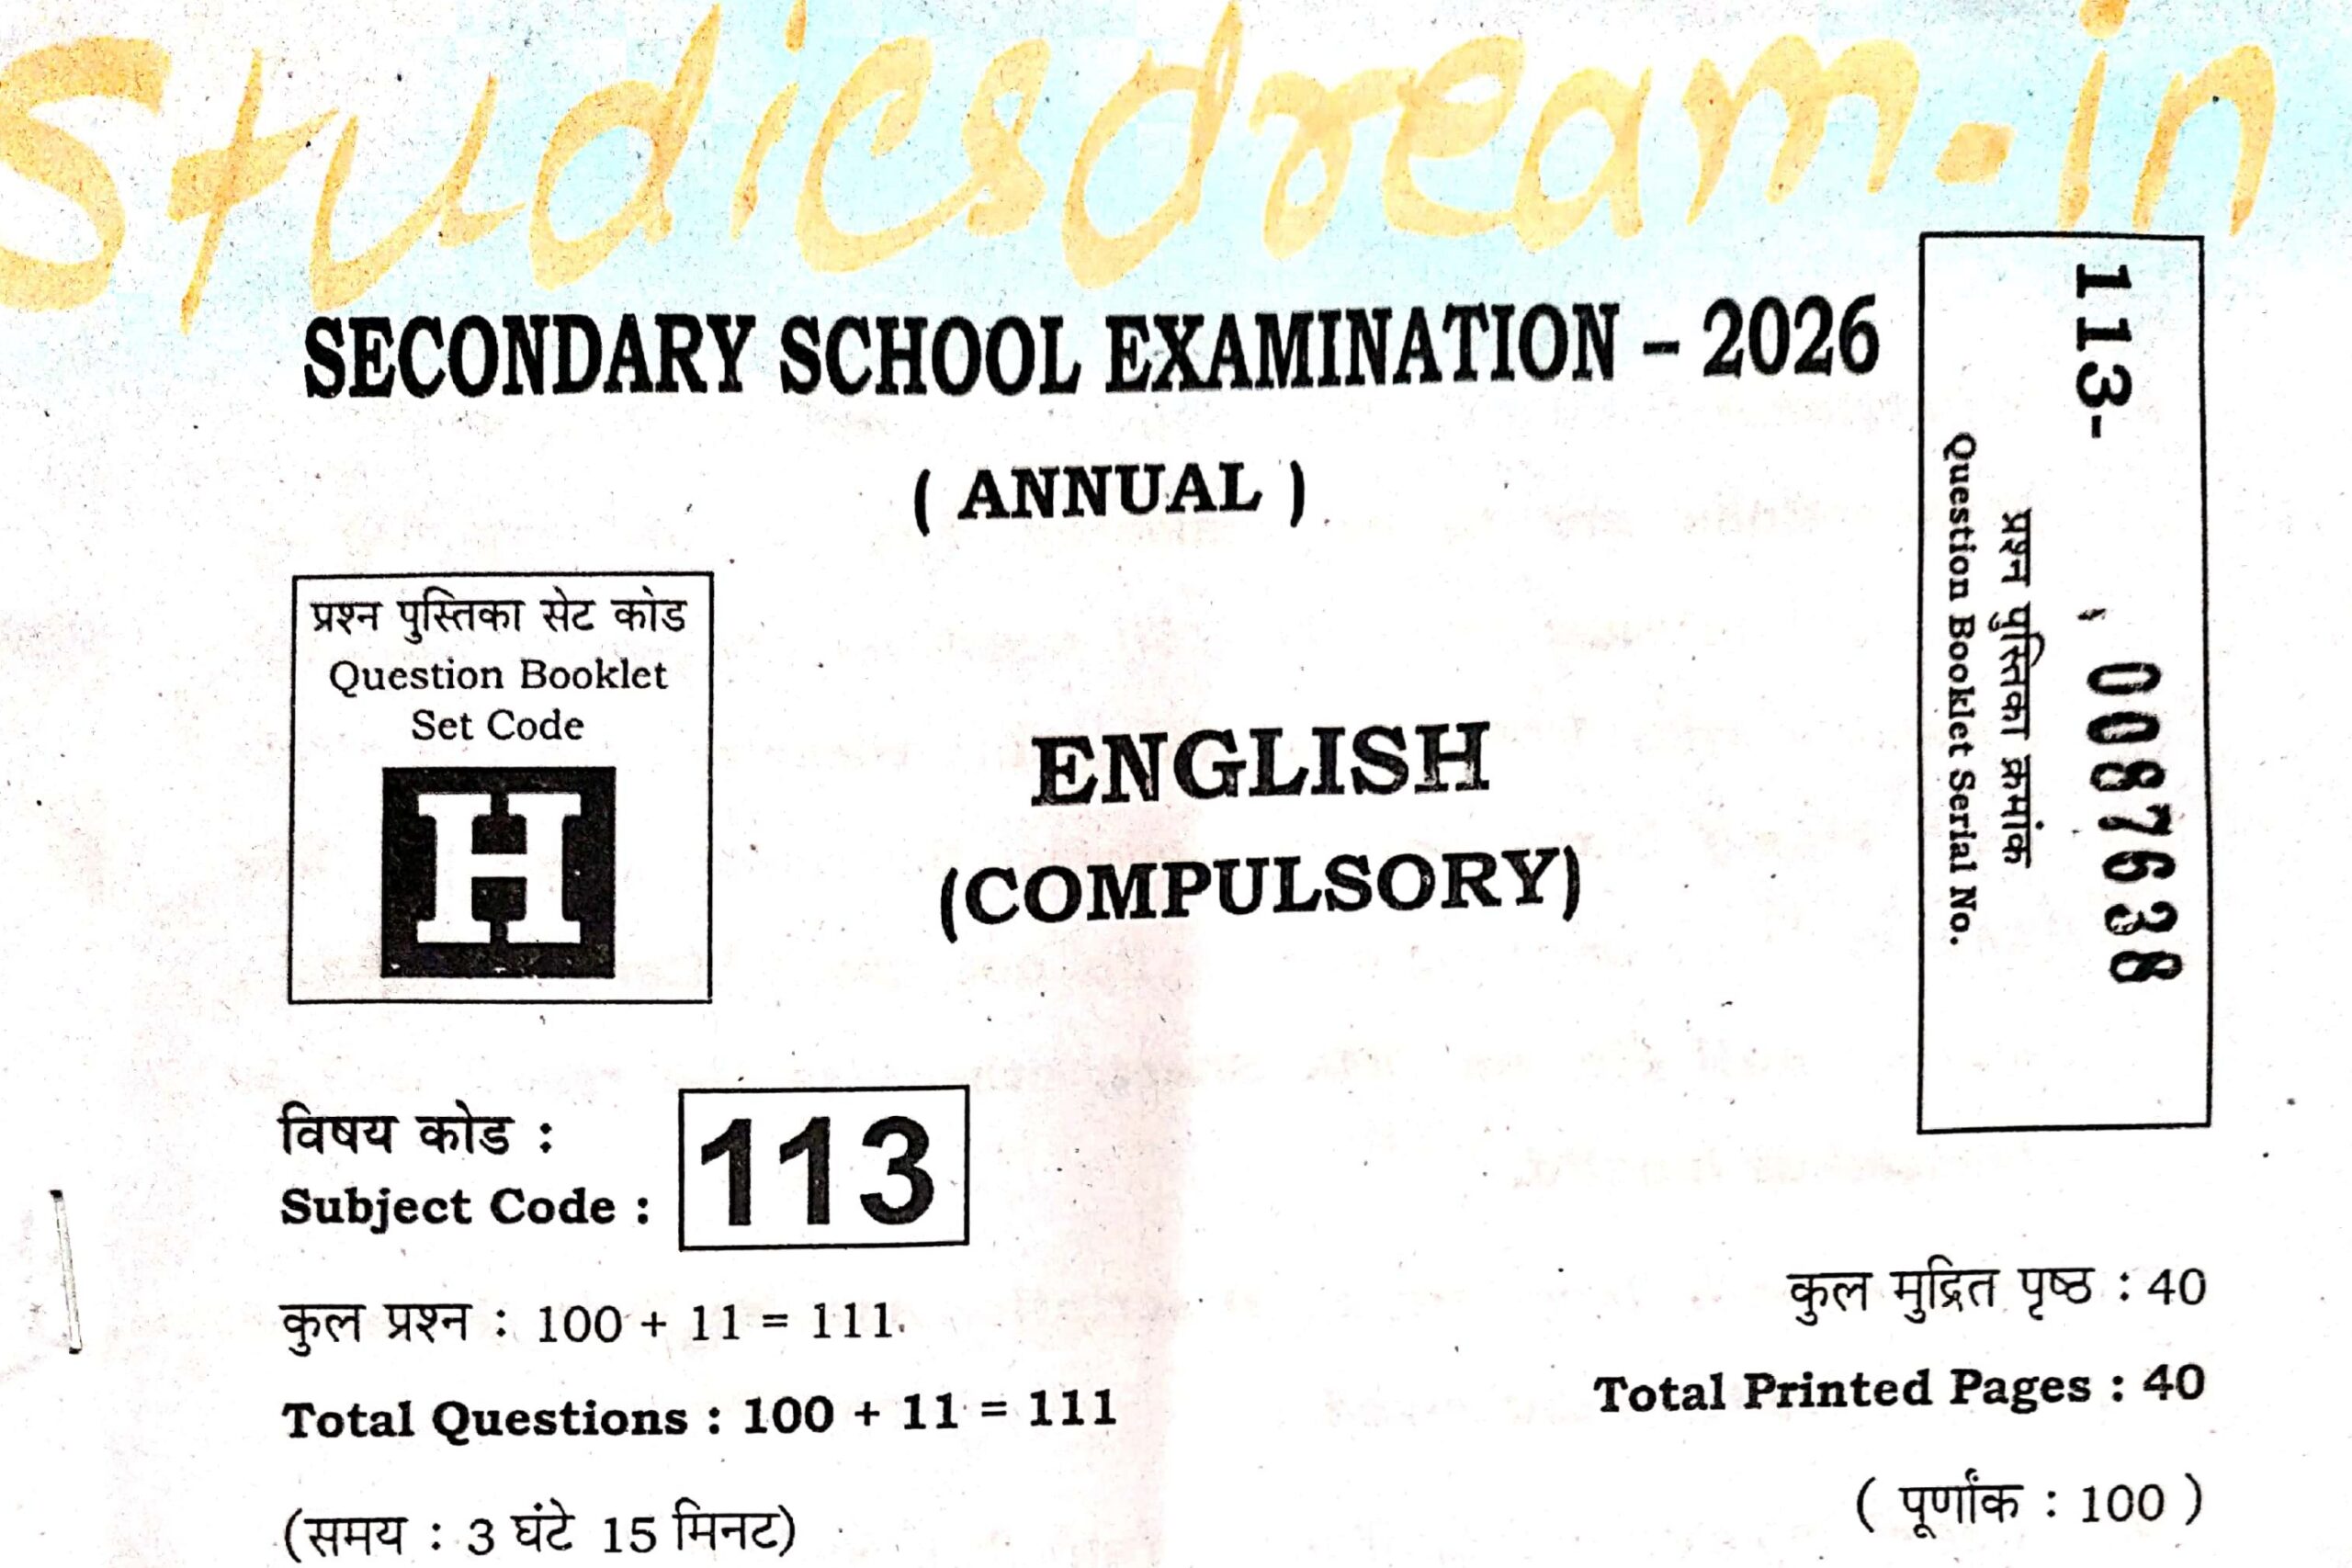 Studiesdream.in
SECONDARY SCHOOL EXAMINATION – 2026
( ANNUAL )
प्रश्न पुस्तिका सेट कोड
Question Booklet
Set Code
H
ENGLISH
(COMPULSORY)
113-
0087638
प्रश्न पुस्तिका क्रमांक
Question Booklet Serial No.
विषय कोड :
Subject Code :
113
कुल प्रश्न : 100 + 11 = 111
Total Questions : 100 + 11 = 111
(समय : 3 घंटे 15 मिनट)
कुल मुद्रित पृष्ठ : 40
Total Printed Pages : 40
( पूर्णांक : 100 )